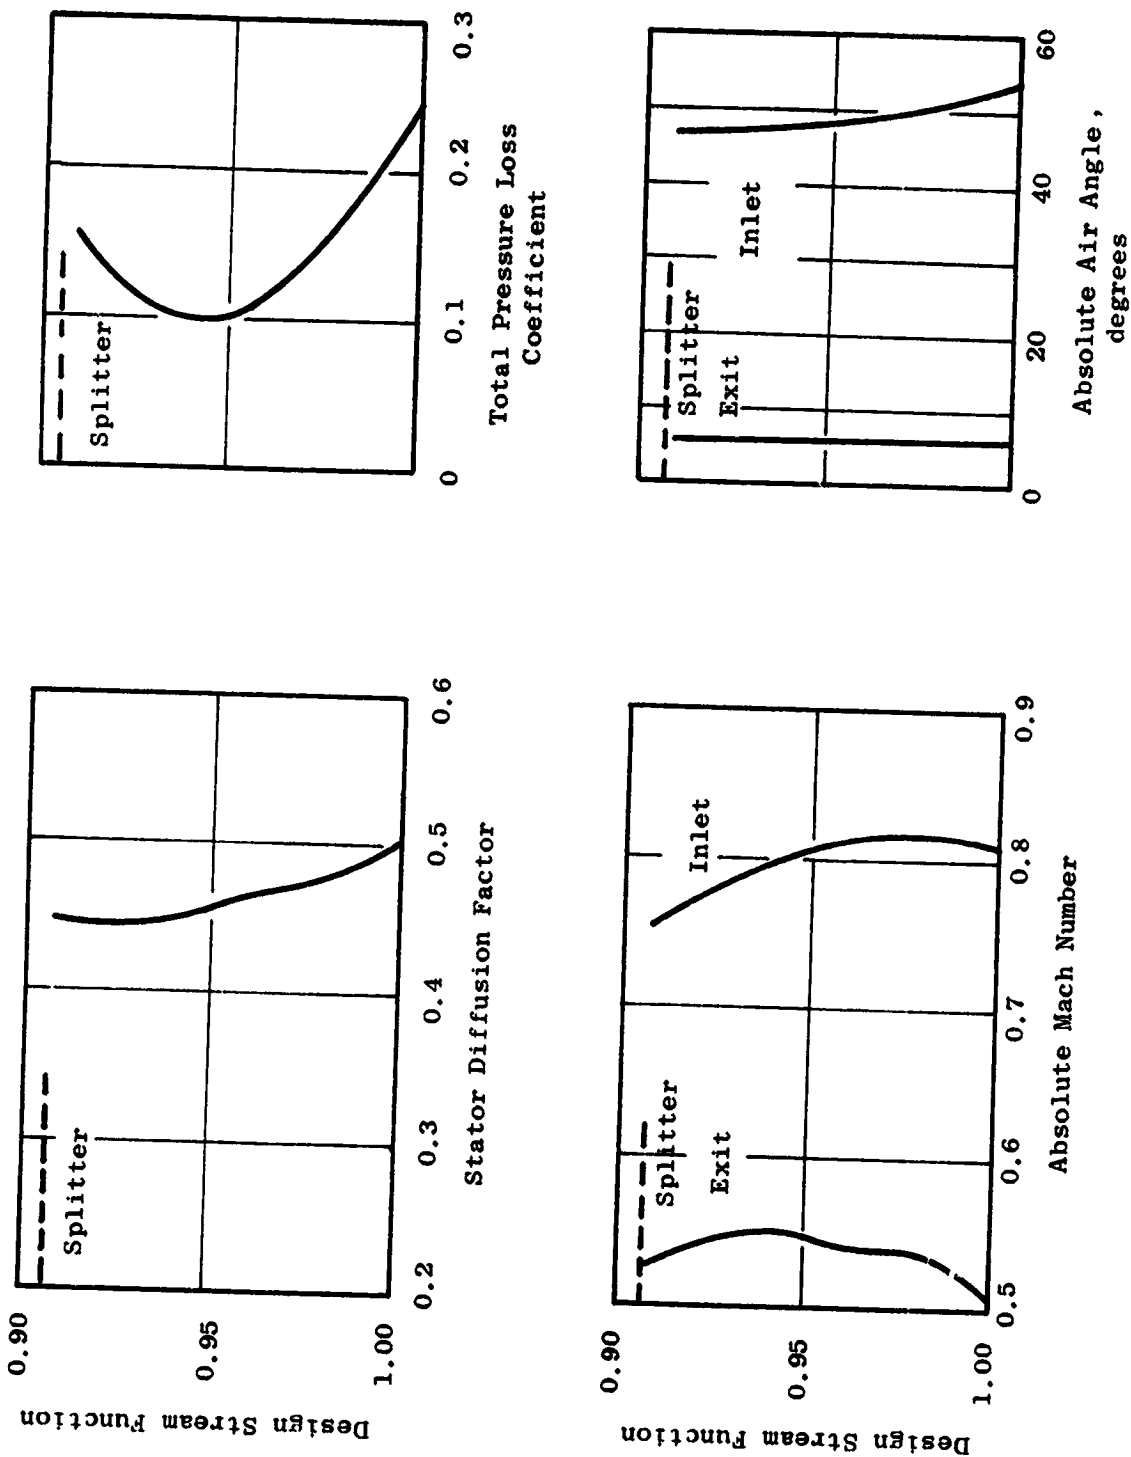 Design Stream Function
0.90
0.95
1.00
Splitter
0.2
0.3
0.4
0.5
0.6
Stator Diffusion Factor
Splitter
0
0.1
0.2
0.3
Total Pressure Loss
Coefficient
Design Stream Function
0.90
0.95
1.00
Splitter
Exit
Inlet
0.5
0.6
0.7
0.8
0.9
Absolute Mach Number
Splitter
Exit
Inlet
0
20
40
60
Absolute Air Angle,
degrees